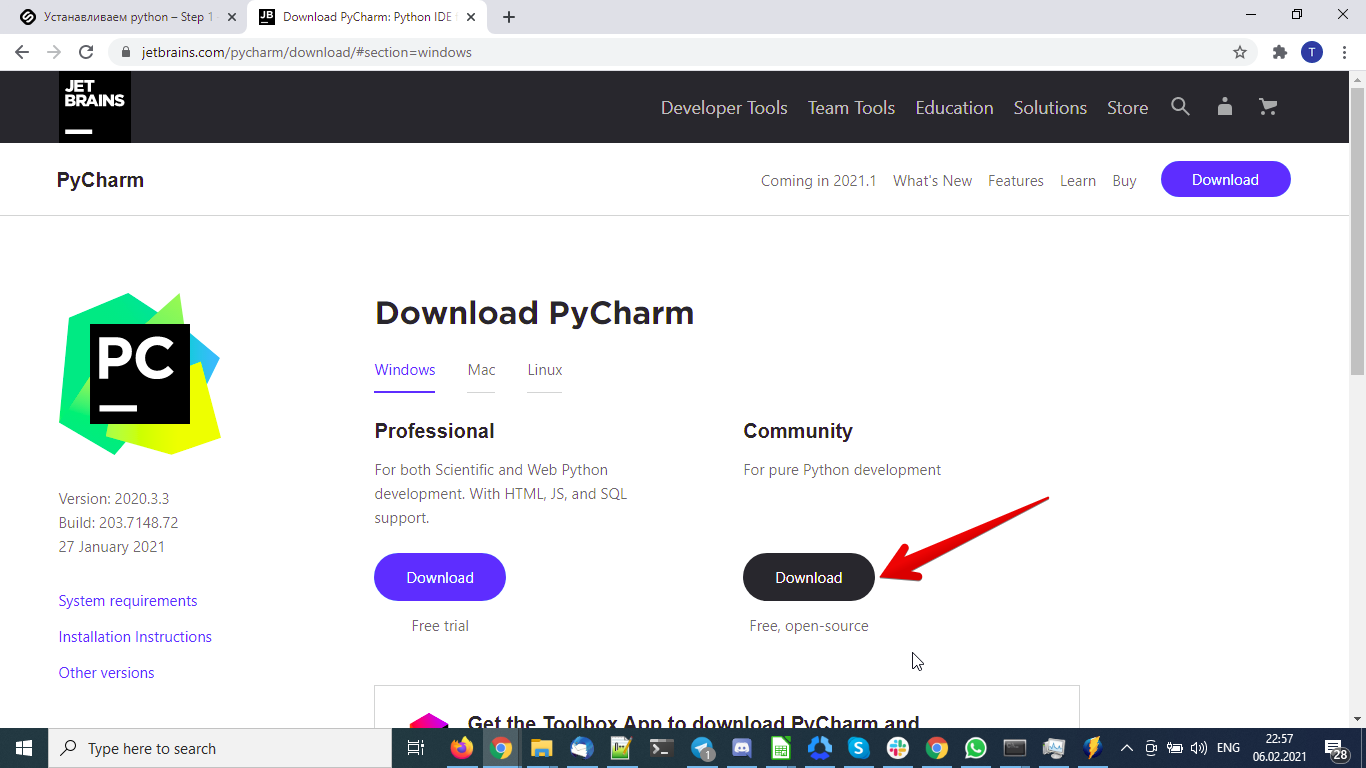 Устанавливаем python – Step 1
Download PyCharm: Python IDE
jetbrains.com/pycharm/download/#section=windows
T
JET
BRAINS
Developer Tools
Team Tools
Education
Solutions
Store
PyCharm
Coming in 2021.1
What's New
Features
Learn
Buy
Download
PC
Version: 2020.3.3
Build: 203.7148.72
27 January 2021
System requirements
Installation Instructions
Other versions
Download PyCharm
Windows
Mac
Linux
Professional
For both Scientific and Web Python
development. With HTML, JS, and SQL
support.
Download
Free trial
Community
For pure Python development
Download
Free, open-source
Get the Toolbox App to download PyCharm and
Type here to search
1
ENG
22:57
06.02.2021
28